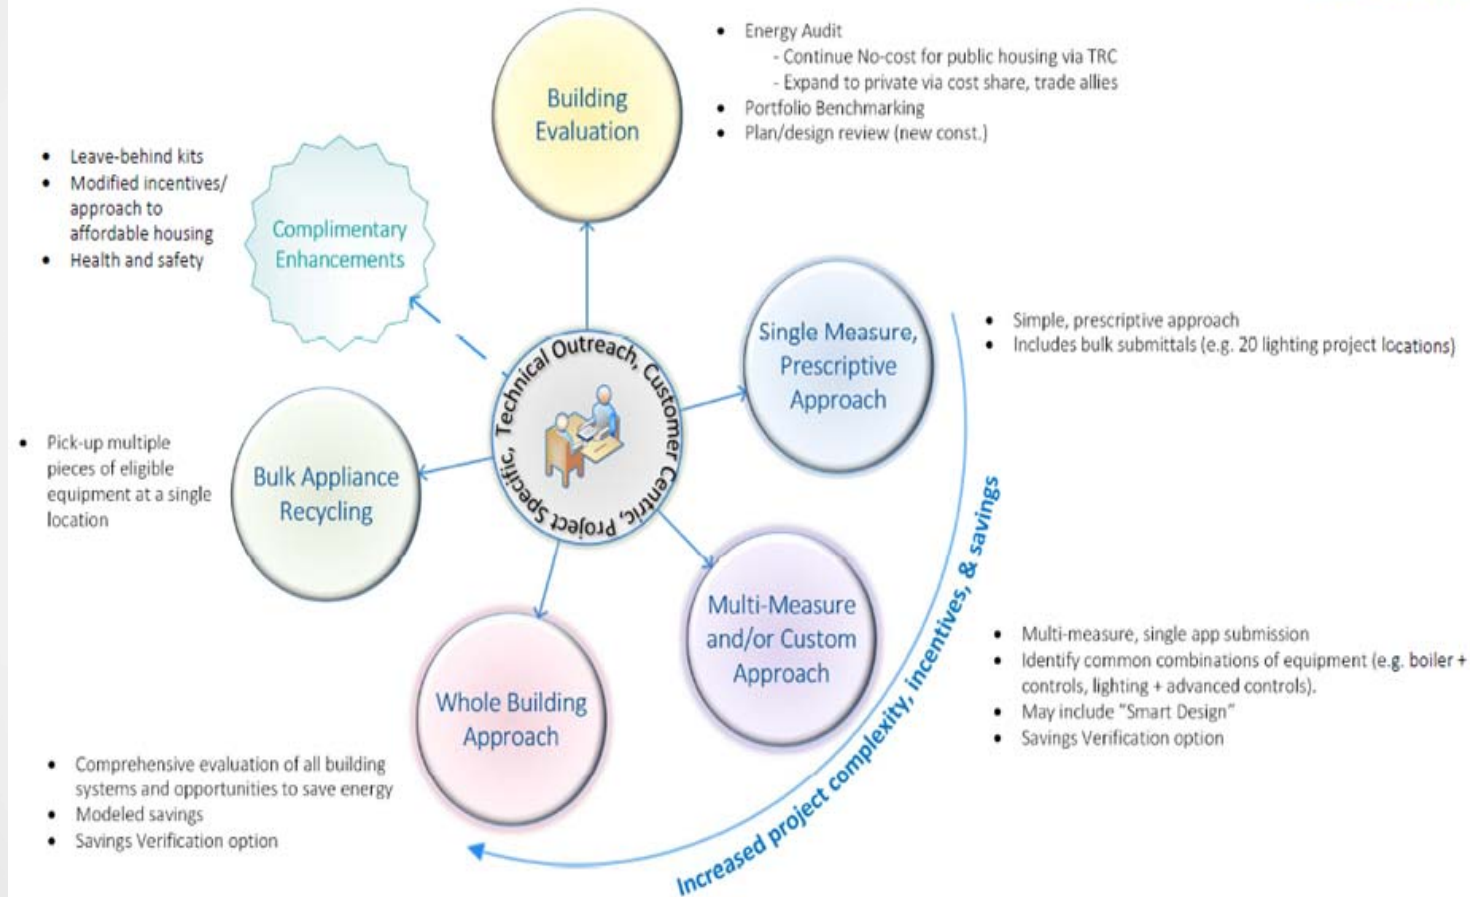 Building
Evaluation
• Energy Audit
- Continue No-cost for public housing via TRC
- Expand to private via cost share, trade allies
• Portfolio Benchmarking
• Plan/design review (new const.)
• Leave-behind kits
• Modified incentives/
approach to
affordable housing
• Health and safety
Complimentary
Enhancements
Single Measure,
Prescriptive
Approach
• Simple, prescriptive approach
• Includes bulk submittals (e.g. 20 lighting project locations)
Technical Outreach, Customer Centric, Project Specific,
• Pick-up multiple
pieces of eligible
equipment at a single
location
Bulk Appliance
Recycling
Multi-Measure
and/or Custom
Approach
• Multi-measure, single app submission
• Identify common combinations of equipment (e.g. boiler +
controls, lighting + advanced controls).
• May include “Smart Design”
• Savings Verification option
Whole Building
Approach
• Comprehensive evaluation of all building
systems and opportunities to save energy
• Modeled savings
• Savings Verification option
Increased project complexity, incentives, & savings